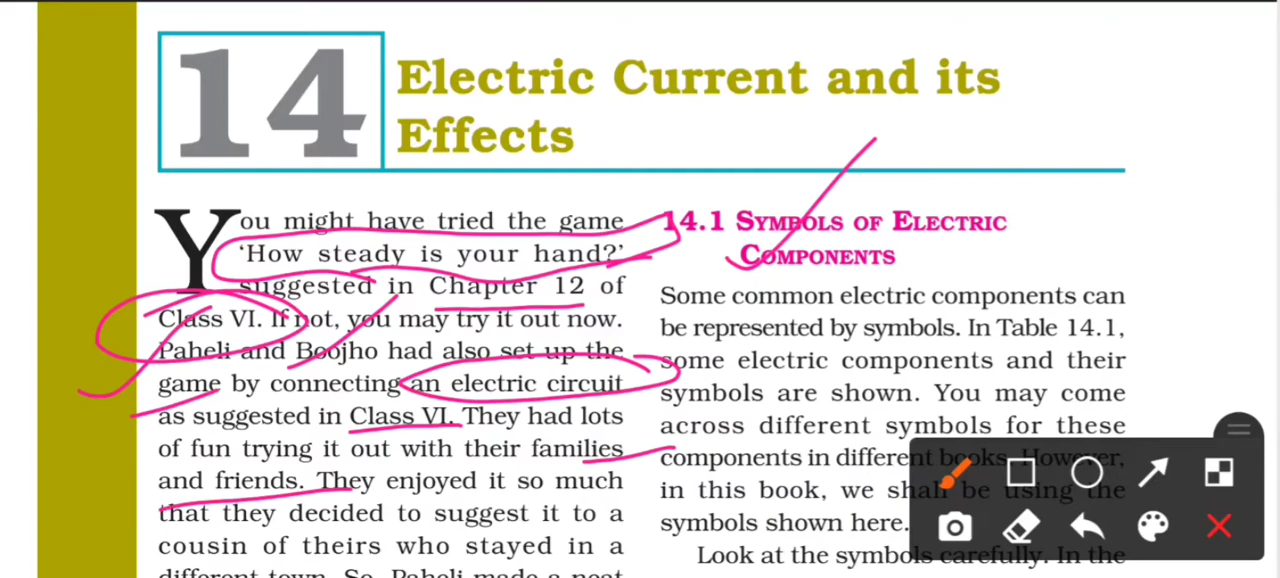 14
Electric Current and its
Effects
You might have tried the game
‘How steady is your hand?’
suggested in Chapter 12 of
Class VI. If not, you may try it out now.
Paheli and Boojho had also set up the
game by connecting an electric circuit
as suggested in Class VI. They had lots
of fun trying it out with their families
and friends. They enjoyed it so much
that they decided to suggest it to a
cousin of theirs who stayed in a
different town. So, Paheli made a neat
14.1 SYMBOLS OF ELECTRIC
COMPONENTS
Some common electric components can
be represented by symbols. In Table 14.1,
some electric components and their
symbols are shown. You may come
across different symbols for these
components in different books. However,
in this book, we shall be using the
symbols shown here.
Look at the symbols carefully. In the